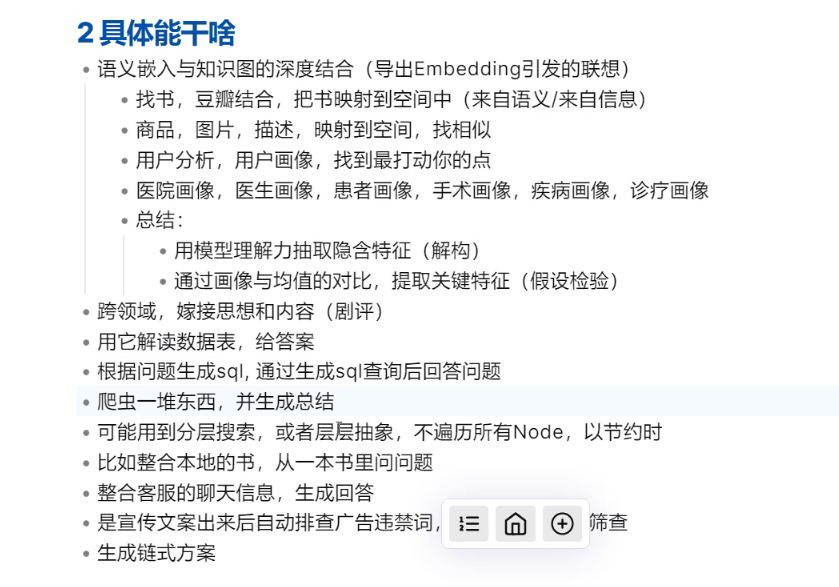 2 具体能干啥
语义嵌入与知识图的深度结合（导出Embedding引发的联想）
找书，豆瓣结合，把书映射到空间中（来自语义/来自信息）
商品，图片，描述，映射到空间，找相似
用户分析，用户画像，找到最打动你的点
医院画像，医生画像，患者画像，手术画像，疾病画像，诊疗画像
总结：
用模型理解力抽取隐含特征（解构）
通过画像与均值的对比，提取关键特征（假设检验）
跨领域，嫁接思想和内容（剧评）
用它解读数据表，给答案
根据问题生成sql, 通过生成sql查询后回答问题
爬虫一堆东西，并生成总结
可能用到分层搜索，或者层层抽象，不遍历所有Node，以节约时
比如整合本地的书，从一本书里问问题
整合客服的聊天信息，生成回答
是宣传文案出来后自动排查广告违禁词，筛查
生成链式方案